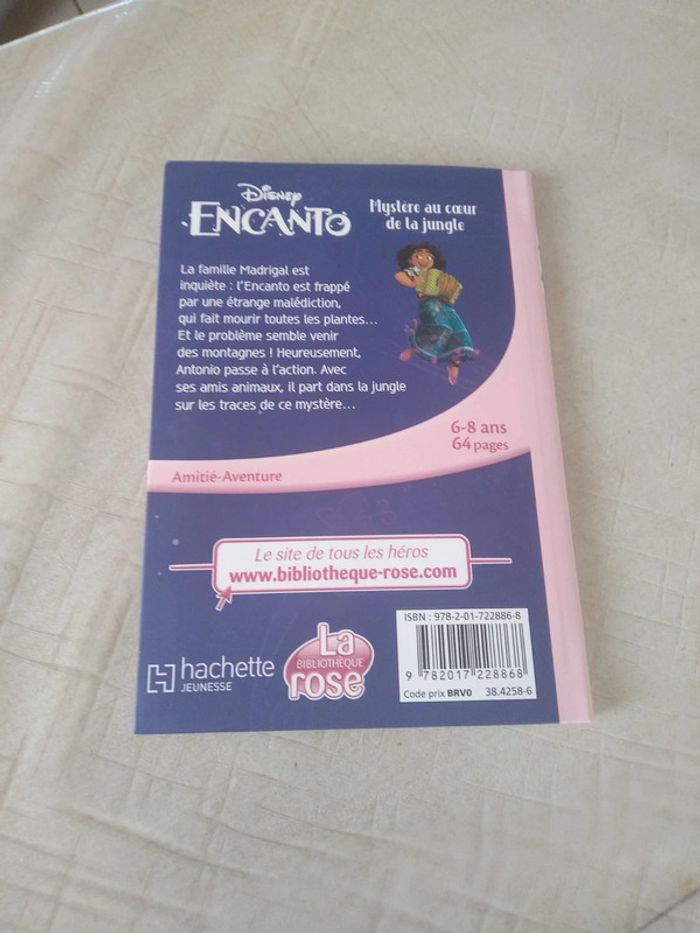 Disney
ENCANTO
Mystère au cœur
de la jungle
La famille Madrigal est
inquiète : l'Encanto est frappé
par une étrange malédiction,
qui fait mourir toutes les plantes...
Et le problème semble venir
des montagnes ! Heureusement,
Antonio passe à l'action. Avec
ses amis animaux, il part dans la jungle
sur les traces de ce mystère...
6-8 ans
64 pages
Amitié-Aventure
Le site de tous les héros
www.bibliotheque-rose.com
hachette
JEUNESSE
La
BIBLIOTHÈQUE
rose
ISBN : 978-2-01-722886-8
9 782017 228868
Code prix BRV0 38.4258-6